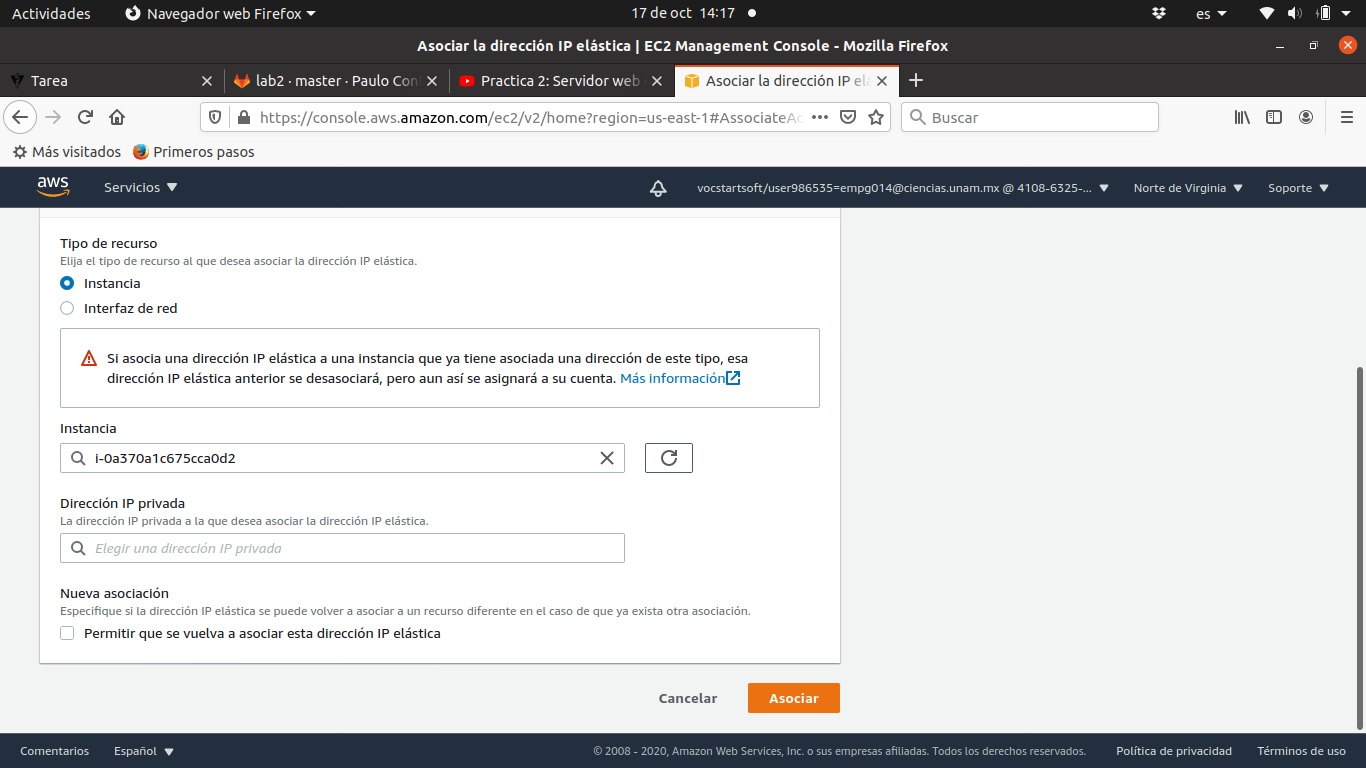 Actividades Navegador web Firefox 17 de oct 14:17 es
Asociar la dirección IP elástica | EC2 Management Console - Mozilla Firefox
Tarea lab2 · master · Paulo Con Practica 2: Servidor web Asociar la dirección IP elá
https://console.aws.amazon.com/ec2/v2/home?region=us-east-1#AssociateAd Buscar
Más visitados Primeros pasos
aws Servicios vocstartsoft/user986535=empg014@ciencias.unam.mx @ 4108-6325-... Norte de Virginia Soporte
Tipo de recurso
Elija el tipo de recurso al que desea asociar la dirección IP elástica.
Instancia
Interfaz de red
Si asocia una dirección IP elástica a una instancia que ya tiene asociada una dirección de este tipo, esa
dirección IP elástica anterior se desasociará, pero aun así se asignará a su cuenta. Más información
Instancia
i-0a370a1c675cca0d2
Dirección IP privada
La dirección IP privada a la que desea asociar la dirección IP elástica.
Elegir una dirección IP privada
Nueva asociación
Especifique si la dirección IP elástica se puede volver a asociar a un recurso diferente en el caso de que ya exista otra asociación.
Permitir que se vuelva a asociar esta dirección IP elástica
Cancelar Asociar
Comentarios Español © 2008 - 2020, Amazon Web Services, Inc. o sus empresas afiliadas. Todos los derechos reservados. Política de privacidad Términos de uso